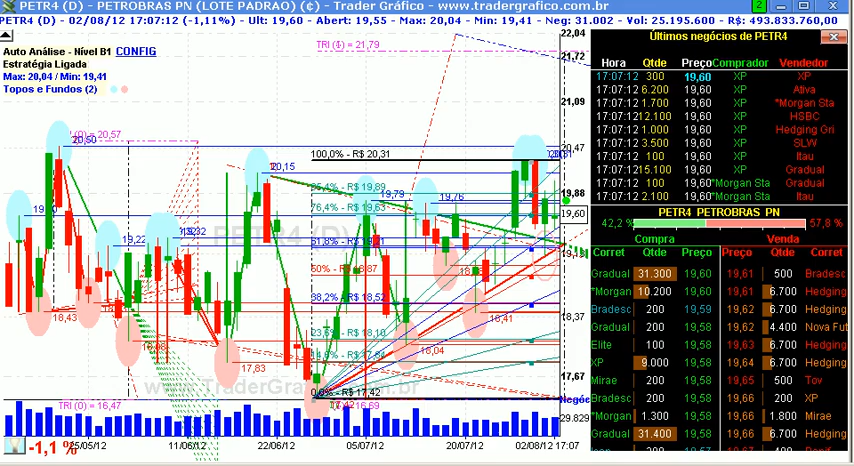 PETR4 (D) - PETROBRAS PN (LOTE PADRAO) (¢) - Trader Gráfico - www.tradergrafico.com.br
PETR4 (D) - 02/08/12 17:07:12 (-1,11%) - Ult: 19,60 - Abert: 19,55 - Max: 20,04 - Min: 19,41 - Neg: 31.002 - Vol: 25.195.600 - R$: 493.833.760,00
Auto Análise - Nível B1 CONFIG
Estratégia Ligada
Max: 20,04 / Min: 19,41
Topos e Fundos (2)
TRI (S) = 21,79
(0) = 20,57
20,50
20,15
100,0% - R$ 20,31
R$ 19,89
19,79
19,76
76,4% - R$ 19,63
19,22
50% - R$ 18,87
38,2% - R$ 18,52
18,43
18,41
R$ 18,10
18,04
17,83
0,0% - R$ 17,42
TRI (0) = 16,47
16,69
PETR4 (D)
www.TraderGrafico.com.br
22,04
21,72
21,09
20,47
19,88
19,60
18,37
17,67
Negóc
29.829
-1,1 %
25/05/12
11/06/12
22/06/12
05/07/12
20/07/12
02/08/12 17:07
Últimos negócios de PETR4
Hora Qtde Preço Comprador Vendedor
17:07:12 300 19,60 XP XP
17:07:12 6.200 19,60 XP Ativa
17:07:12 1.700 19,60 XP *Morgan Sta
17:07:12 12.100 19,60 XP HSBC
17:07:12 1.000 19,60 XP Hedging Gri
17:07:12 3.500 19,60 XP SLW
17:07:12 100 19,60 XP Itau
17:07:12 15.100 19,60 XP Gradual
17:07:12 100 19,60 *Morgan Sta Gradual
17:07:12 2.100 19,60 *Morgan Sta Itau
PETR4 PETROBRAS PN
42,2 % 57,8 %
Compra Venda
Corret Qtde Preço Preço Qtde Corret
Gradual 31.300 19,60 19,61 500 Bradesc
*Morgan 10.200 19,60 19,61 6.700 Hedging
Bradesc 200 19,59 19,62 6.700 Hedging
Gradual 200 19,58 19,62 4.400 Nova Fut
Elite 100 19,58 19,63 6.700 Hedging
XP 9.000 19,58 19,64 6.700 Hedging
Mirae 200 19,58 19,65 500 Tov
Bradesc 200 19,58 19,66 200 XP
*Morgan 1.300 19,58 19,66 1.800 Mirae
Gradual 31.400 19,58 19,66 6.700 Hedging